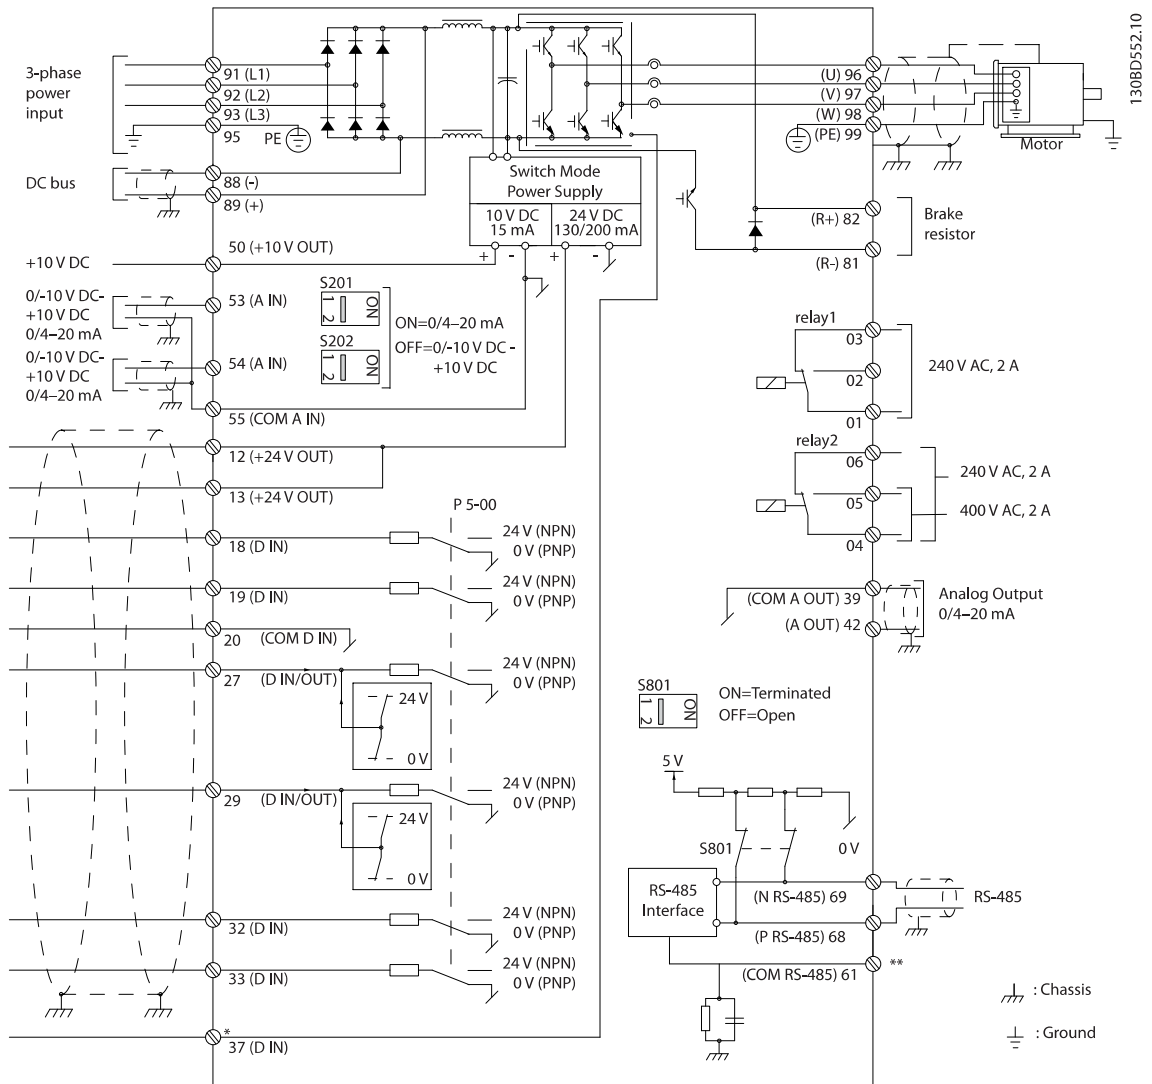 130BD552.10
3-phase
power
input
91 (L1)
92 (L2)
93 (L3)
95
PE
DC bus
88 (-)
89 (+)
50 (+10 V OUT)
+10 V DC
0/-10 V DC-
+10 V DC
0/4–20 mA
53 (A IN)
0/-10 V DC-
+10 V DC
0/4–20 mA
54 (A IN)
55 (COM A IN)
12 (+24 V OUT)
13 (+24 V OUT)
18 (D IN)
19 (D IN)
20 (COM D IN)
27 (D IN/OUT)
24 V
0 V
29 (D IN/OUT)
24 V
0 V
32 (D IN)
33 (D IN)
*
37 (D IN)
Switch Mode
Power Supply
10 V DC
15 mA
24 V DC
130/200 mA
+ - + -
S201
1 2 ON
S202
1 2 ON
ON=0/4–20 mA
OFF=0/-10 V DC -
+10 V DC
P 5-00
24 V (NPN)
0 V (PNP)
24 V (NPN)
0 V (PNP)
24 V (NPN)
0 V (PNP)
24 V (NPN)
0 V (PNP)
24 V (NPN)
0 V (PNP)
24 V (NPN)
0 V (PNP)
(U) 96
(V) 97
(W) 98
(PE) 99
Motor
(R+) 82
(R-) 81
Brake
resistor
relay1
03
02
01
240 V AC, 2 A
relay2
06
05
04
240 V AC, 2 A
400 V AC, 2 A
(COM A OUT) 39
(A OUT) 42
Analog Output
0/4–20 mA
S801
1 2 ON
ON=Terminated
OFF=Open
5 V
S801
0 V
RS-485
Interface
(N RS-485) 69
(P RS-485) 68
(COM RS-485) 61
RS-485
**
: Chassis
: Ground